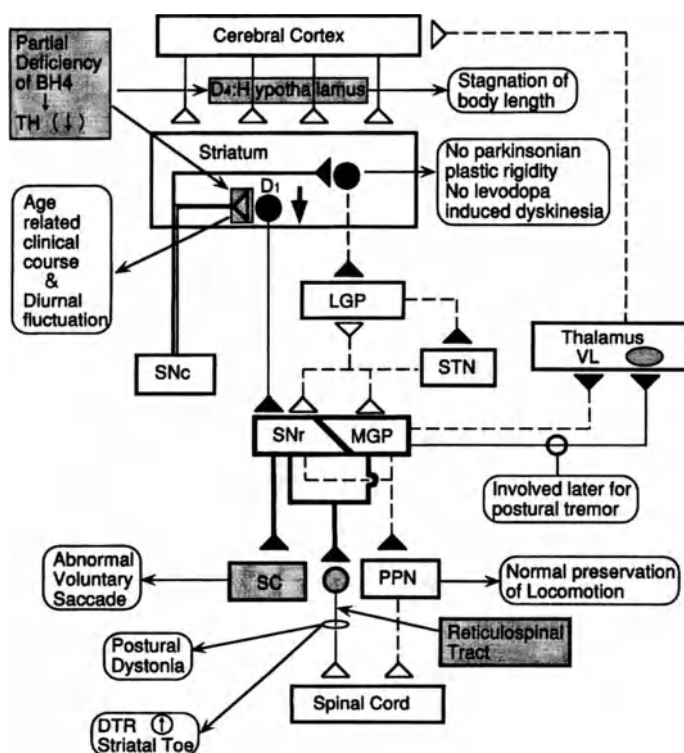 Partial
Deficiency
of BH4
↓
TH (↓)
Cerebral Cortex
D4:Hypothalamus
Stagnation of
body length
Striatum
D1
No parkinsonian
plastic rigidity
No levodopa
induced dyskinesia
Age
related
clinical
course
&
Diurnal
fluctuation
LGP
SNc
STN
Thalamus
VL
SNr
MGP
Involved later for
postural tremor
Abnormal
Voluntary
Saccade
SC
PPN
Normal preservation
of Locomotion
Postural
Dystonia
Reticulospinal
Tract
Spinal Cord
DTR ↑
Striatal Toe